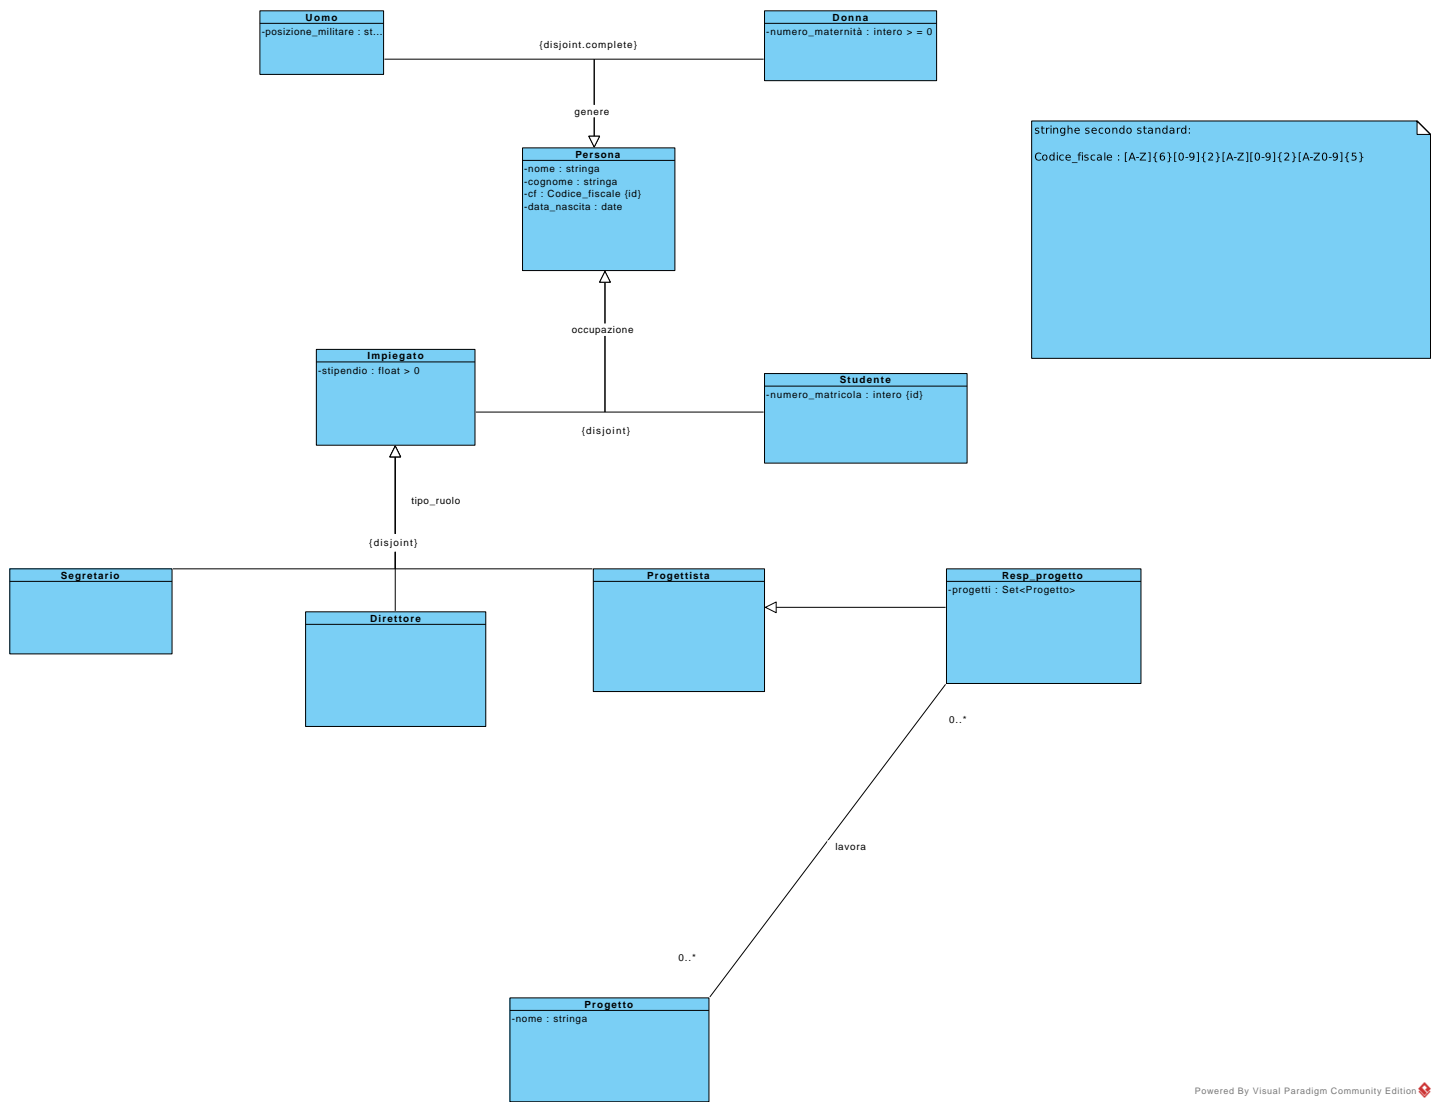 Uomo
-posizione_militare : st...
Donna
-numero_maternità : intero > = 0
{disjoint.complete}
genere
Persona
-nome : stringa
-cognome : stringa
-cf : Codice_fiscale {id}
-data_nascita : date
stringhe secondo standard:
Codice_fiscale : [A-Z]{6}[0-9]{2}[A-Z][0-9]{2}[A-Z0-9]{5}
occupazione
Impiegato
-stipendio : float > 0
Studente
-numero_matricola : intero {id}
{disjoint}
tipo_ruolo
{disjoint}
Segretario
Direttore
Progettista
Resp_progetto
-progetti : Set<Progetto>
0..*
lavora
0..*
Progetto
-nome : stringa
Powered By Visual Paradigm Community Edition